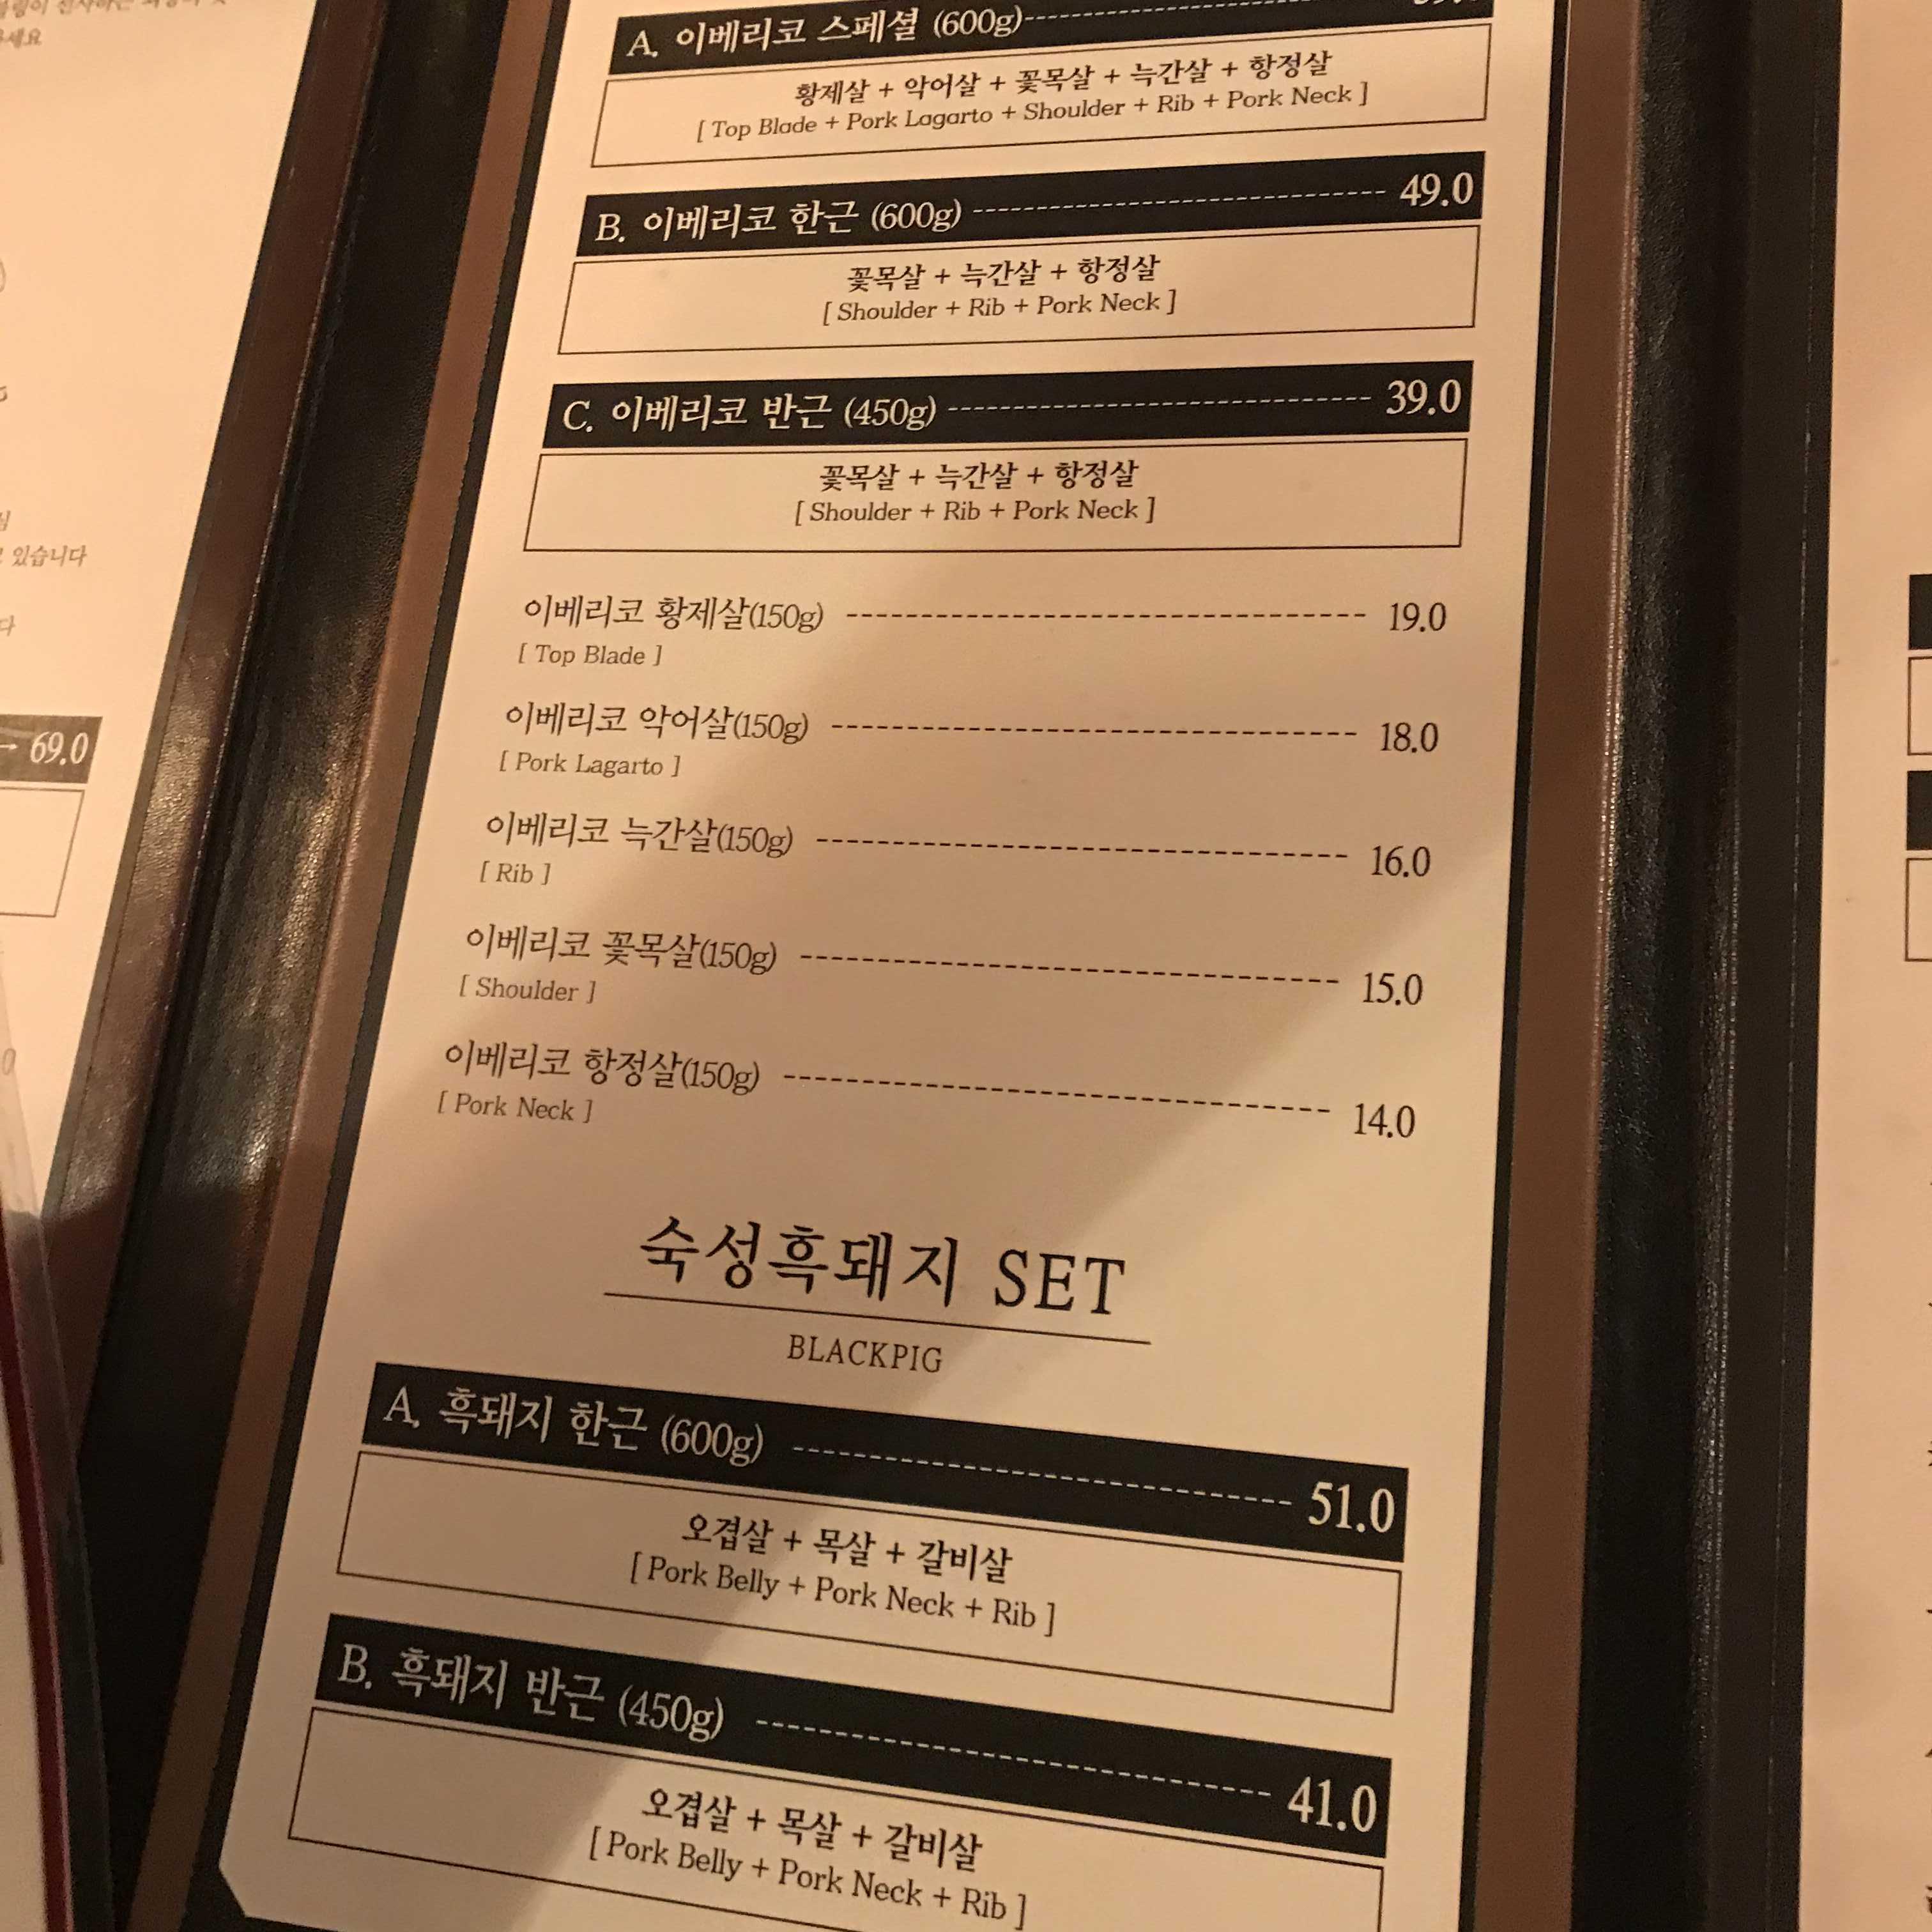 세요
있습니다
69.0
A. 이베리코 스페셜 (600g)
황제살 + 악어살 + 꽃목살 + 늑간살 + 항정살
[ Top Blade + Pork Lagarto + Shoulder + Rib + Pork Neck ]
B. 이베리코 한근 (600g) 49.0
꽃목살 + 늑간살 + 항정살
[ Shoulder + Rib + Pork Neck ]
C. 이베리코 반근 (450g) 39.0
꽃목살 + 늑간살 + 항정살
[ Shoulder + Rib + Pork Neck ]
이베리코 황제살(150g) 19.0
[ Top Blade ]
이베리코 악어살(150g) 18.0
[ Pork Lagarto ]
이베리코 늑간살(150g) 16.0
[ Rib ]
이베리코 꽃목살(150g) 15.0
[ Shoulder ]
이베리코 항정살(150g) 14.0
[ Pork Neck ]
숙성흑돼지 SET
BLACKPIG
A. 흑돼지 한근 (600g) 51.0
오겹살 + 목살 + 갈비살
[ Pork Belly + Pork Neck + Rib ]
B. 흑돼지 반근 (450g) 41.0
오겹살 + 목살 + 갈비살
[ Pork Belly + Pork Neck + Rib ]